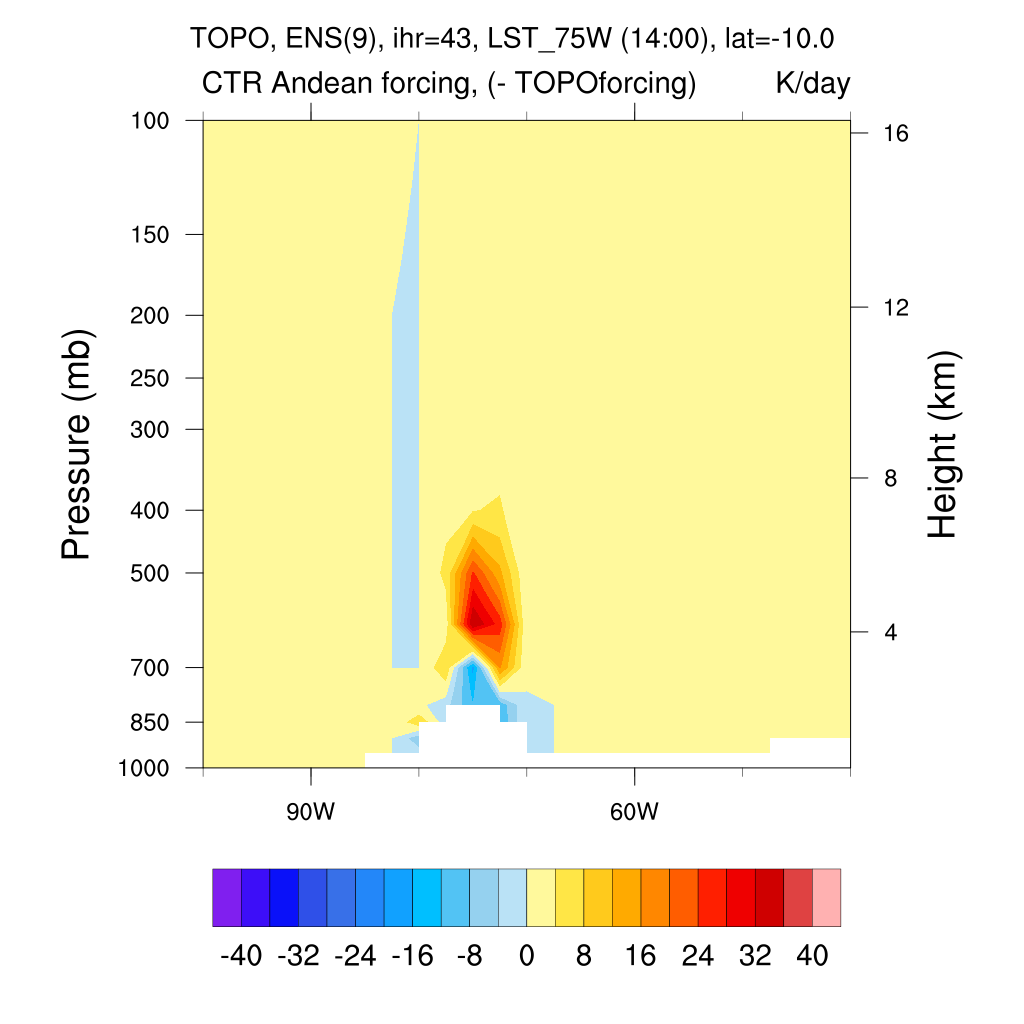 TOPO, ENS(9), ihr=43, LST_75W (14:00), lat=-10.0
CTR Andean forcing, (- TOPOforcing) K/day
100
150
200
250
300
400
500
700
850
1000
Pressure (mb)
16
12
8
4
Height (km)
90W 60W
-40 -32 -24 -16 -8 0 8 16 24 32 40